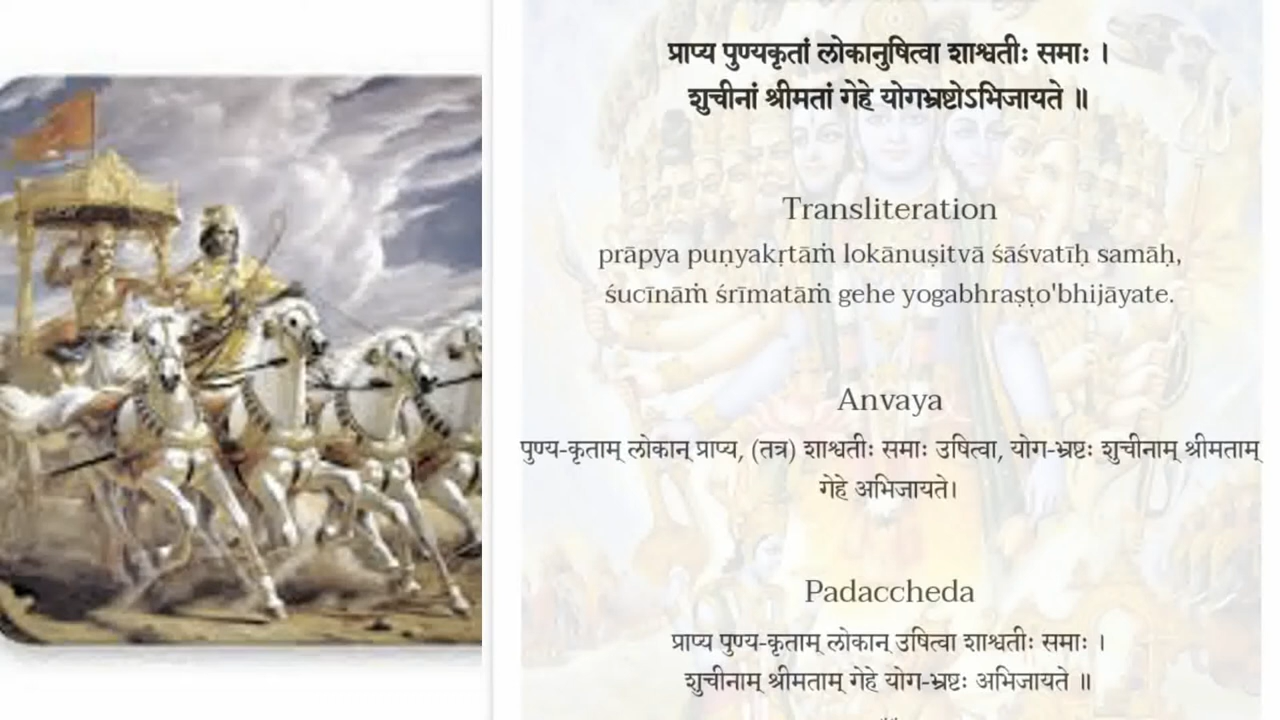 प्राप्य पुण्यकृतां लोकानुषित्वा शाश्वतीः समाः ।
शुचीनां श्रीमतां गेहे योगभ्रष्टोऽभिजायते ॥
Transliteration
prāpya puṇyakṛtāṁ lokānuṣitvā śāśvatīḥ samāḥ,
śucīnāṁ śrīmatāṁ gehe yogabhraṣṭo'bhijāyate.
Anvaya
पुण्य-कृताम् लोकान् प्राप्य, (तत्र) शाश्वतीः समाः उषित्वा, योग-भ्रष्टः शुचीनाम् श्रीमताम्
गेहे अभिजायते।
Padaccheda
प्राप्य पुण्य-कृताम् लोकान् उषित्वा शाश्वतीः समाः ।
शुचीनाम् श्रीमताम् गेहे योग-भ्रष्टः अभिजायते ॥